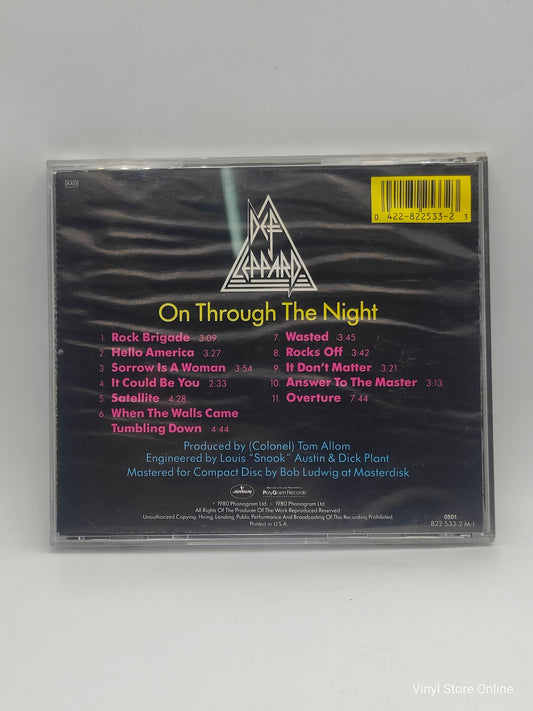 AAD
0 422-822533-2 3
DEF LEPPARD
On Through The Night
1. Rock Brigade 3:09
2. Hello America 3:27
3. Sorrow Is A Woman 3:54
4. It Could Be You 2:33
5. Satellite 4:28
6. When The Walls Came
Tumbling Down 4:44
7. Wasted 3:45
8. Rocks Off 3:42
9. It Don't Matter 3:21
10. Answer To The Master 3:13
11. Overture 7:44
Produced by (Colonel) Tom Allom
Engineered by Louis "Snook" Austin & Dick Plant
Mastered for Compact Disc by Bob Ludwig at Masterdisk
PolyGram Records
℗ 1980 Phonogram Ltd © 1980 Phonogram Ltd
All Rights Of The Producer And Of The Owner Of The Work Reproduced Reserved.
Unauthorized Copying, Hiring, Lending, Public Performance And Broadcasting Of This Recording Prohibited.
Printed in U.S.A.
0501
822 533-2 M-1
Vinyl Store Online.